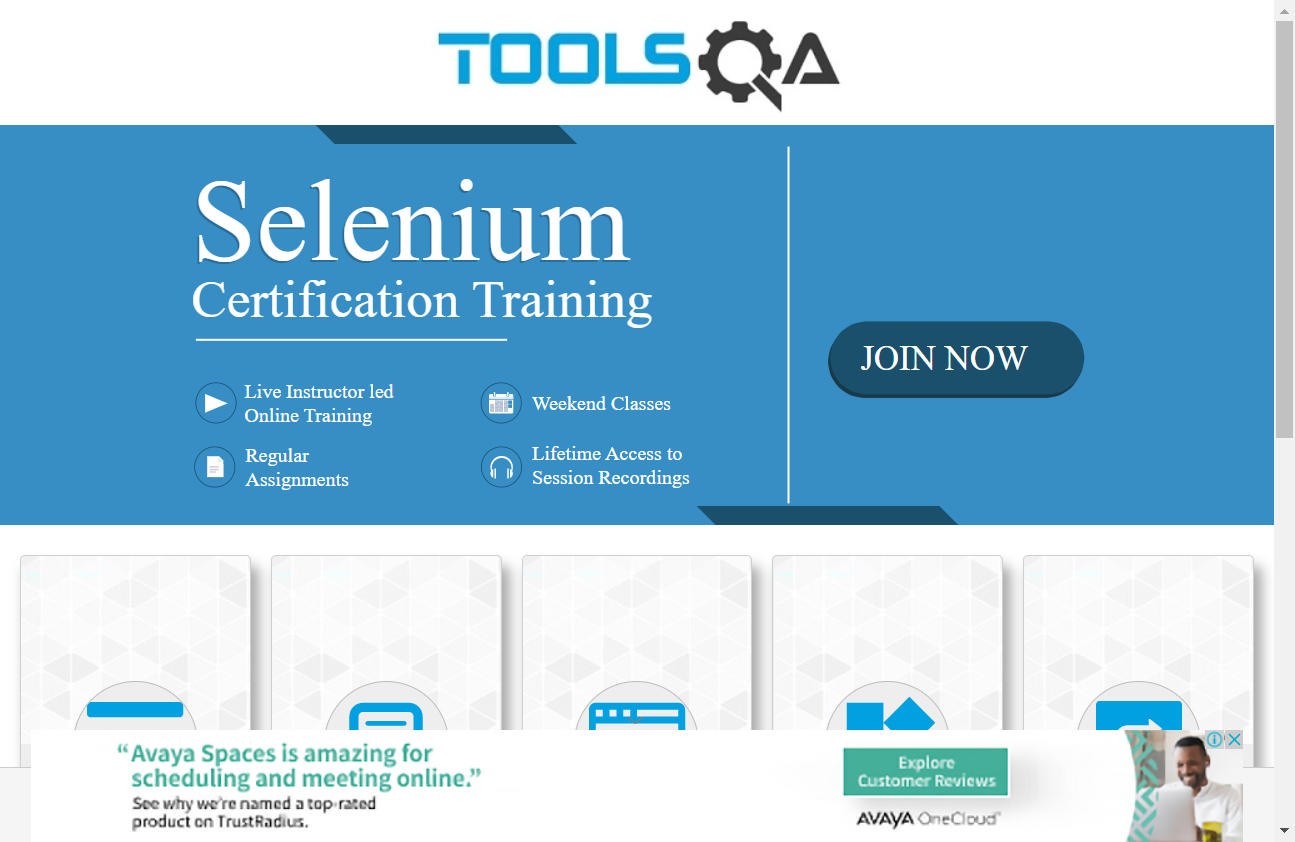 TOOLSQA
Selenium
Certification Training
JOIN NOW
Live Instructor led
Online Training
Weekend Classes
Regular
Assignments
Lifetime Access to
Session Recordings
“Avaya Spaces is amazing for
scheduling and meeting online.”
See why we're named a top-rated
product on TrustRadius.
Explore
Customer Reviews
AVAYA OneCloud™